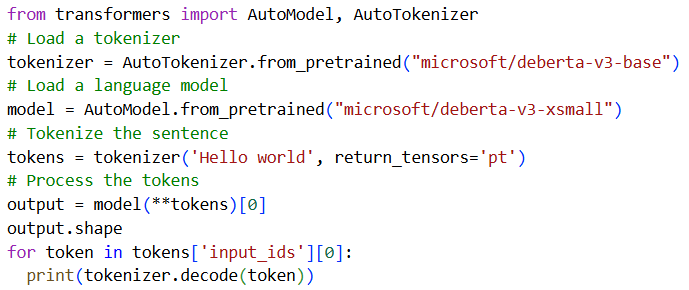 from transformers import AutoModel, AutoTokenizer
# Load a tokenizer
tokenizer = AutoTokenizer.from_pretrained("microsoft/deberta-v3-base")
# Load a language model
model = AutoModel.from_pretrained("microsoft/deberta-v3-xsmall")
# Tokenize the sentence
tokens = tokenizer('Hello world', return_tensors='pt')
# Process the tokens
output = model(**tokens)[0]
output.shape
for token in tokens['input_ids'][0]:
  print(tokenizer.decode(token))